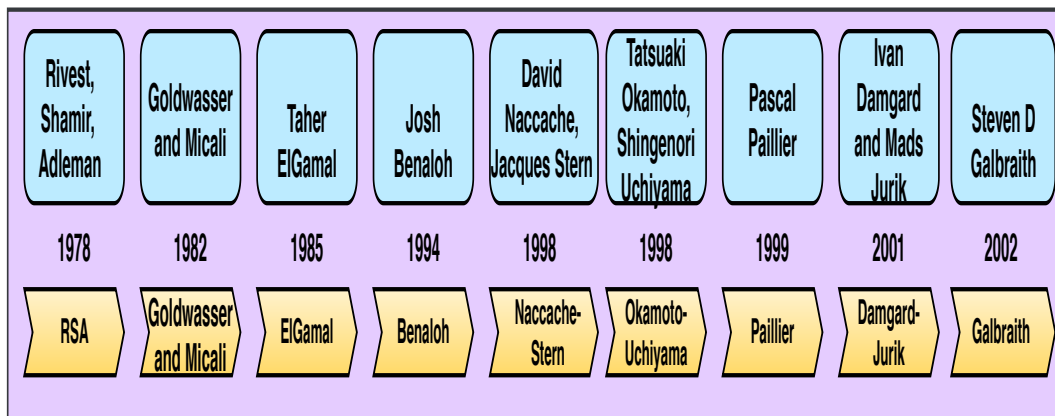 Rivest,
Shamir,
Adleman
Goldwasser
and Micali
Taher
ElGamal
Josh
Benaloh
David
Naccache,
Jacques Stern
Tatsuaki
Okamoto,
Shingenori
Uchiyama
Pascal
Paillier
Ivan
Damgard
and Mads
Jurik
Steven D
Galbraith
1978
1982
1985
1994
1998
1998
1999
2001
2002
RSA
Goldwasser
and Micali
ElGamal
Benaloh
Naccache-
Stern
Okamoto-
Uchiyama
Paillier
Damgard-
Jurik
Galbraith